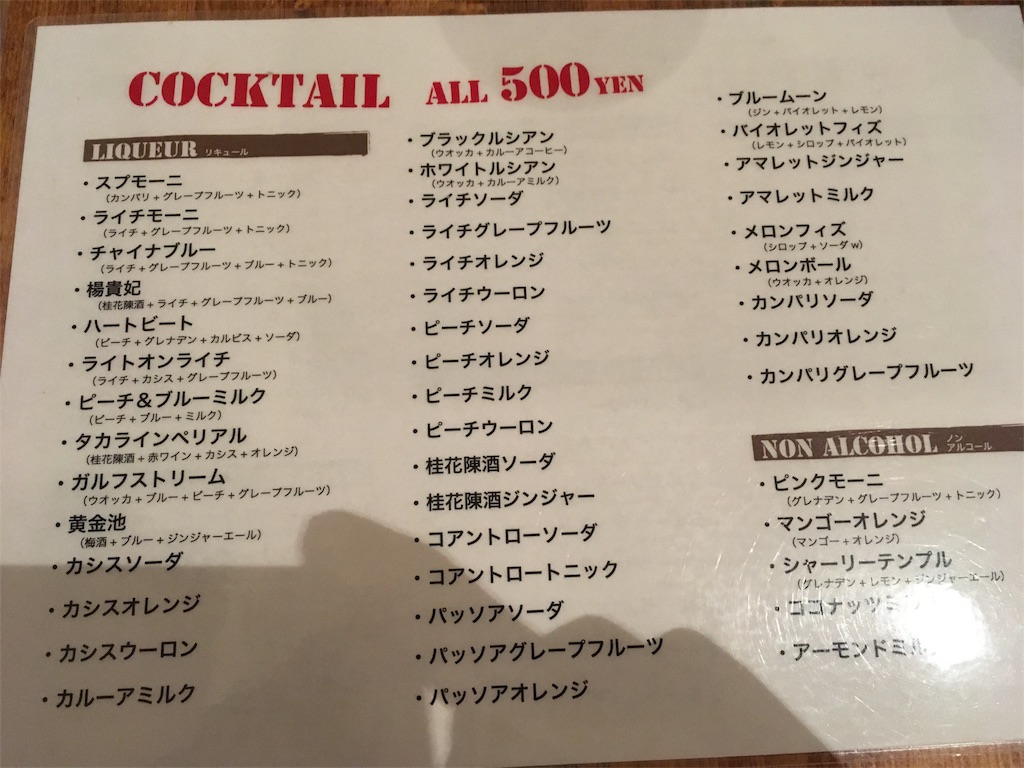 COCKTAIL ALL 500 YEN
LIQUEUR リキュール
・スプモーニ
(カンパリ+グレープフルーツ+トニック)
・ライチモーニ
(ライチ+グレープフルーツ+トニック)
・チャイナブルー
(ライチ+グレープフルーツ+ブルー+トニック)
・楊貴妃
(桂花陳酒+ライチ+グレープフルーツ+ブルー)
・ハートビート
(ピーチ+グレナデン+カルピス+ソーダ)
・ライトオンライチ
(ライチ+カシス+グレープフルーツ)
・ピーチ&ブルーミルク
(ピーチ+ブルー+ミルク)
・タカラインペリアル
(桂花陳酒+赤ワイン+カシス+オレンジ)
・ガルフストリーム
(ウオッカ+ブルー+ピーチ+グレープフルーツ)
・黄金池
(梅酒+ブルー+ジンジャーエール)
・カシスソーダ
・カシスオレンジ
・カシスウーロン
・カルーアミルク
・ブラックルシアン
(ウオッカ+カルーアコーヒー)
・ホワイトルシアン
(ウオッカ+カルーアミルク)
・ライチソーダ
・ライチグレープフルーツ
・ライチオレンジ
・ライチウーロン
・ピーチソーダ
・ピーチオレンジ
・ピーチミルク
・ピーチウーロン
・桂花陳酒ソーダ
・桂花陳酒ジンジャー
・コアントローソーダ
・コアントロートニック
・パッソアソーダ
・パッソアグレープフルーツ
・パッソアオレンジ
・ブルームーン
(ジン+バイオレット+レモン)
・バイオレットフィズ
(レモン+シロップ+バイオレット)
・アマレットジンジャー
・アマレットミルク
・メロンフィズ
(シロップ+ソーダw)
・メロンボール
(ウオッカ+オレンジ)
・カンパリソーダ
・カンパリオレンジ
・カンパリグレープフルーツ
NON ALCOHOL ノンアルコール
・ピンクモーニ
(グレナデン+グレープフルーツ+トニック)
・マンゴーオレンジ
(マンゴー+オレンジ)
・シャーリーテンプル
(グレナデン+レモン+ジンジャーエール)
・ココナッツ
・アーモンドミル